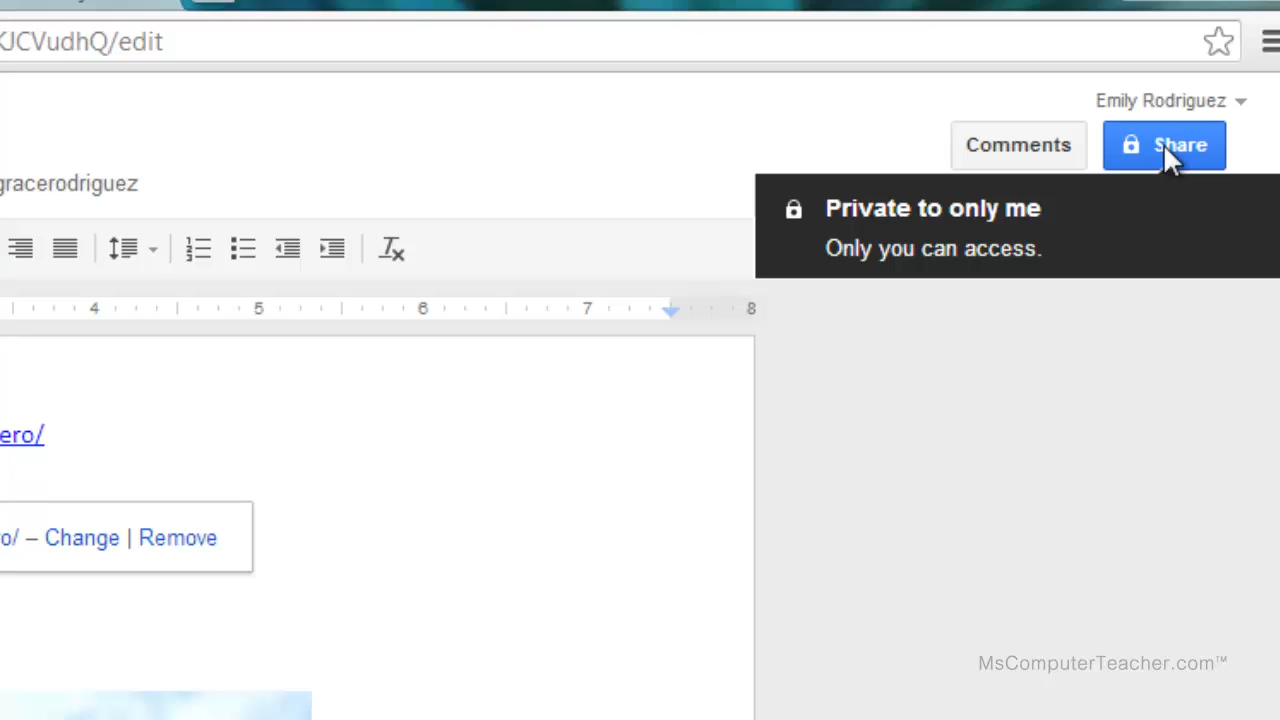 KJCVudhQ/edit
Emily Rodriguez
Comments
Share
gracerodriguez
Private to only me
Only you can access.
4 5 6 7 8
ero/
o/ – Change | Remove
MsComputerTeacher.com™